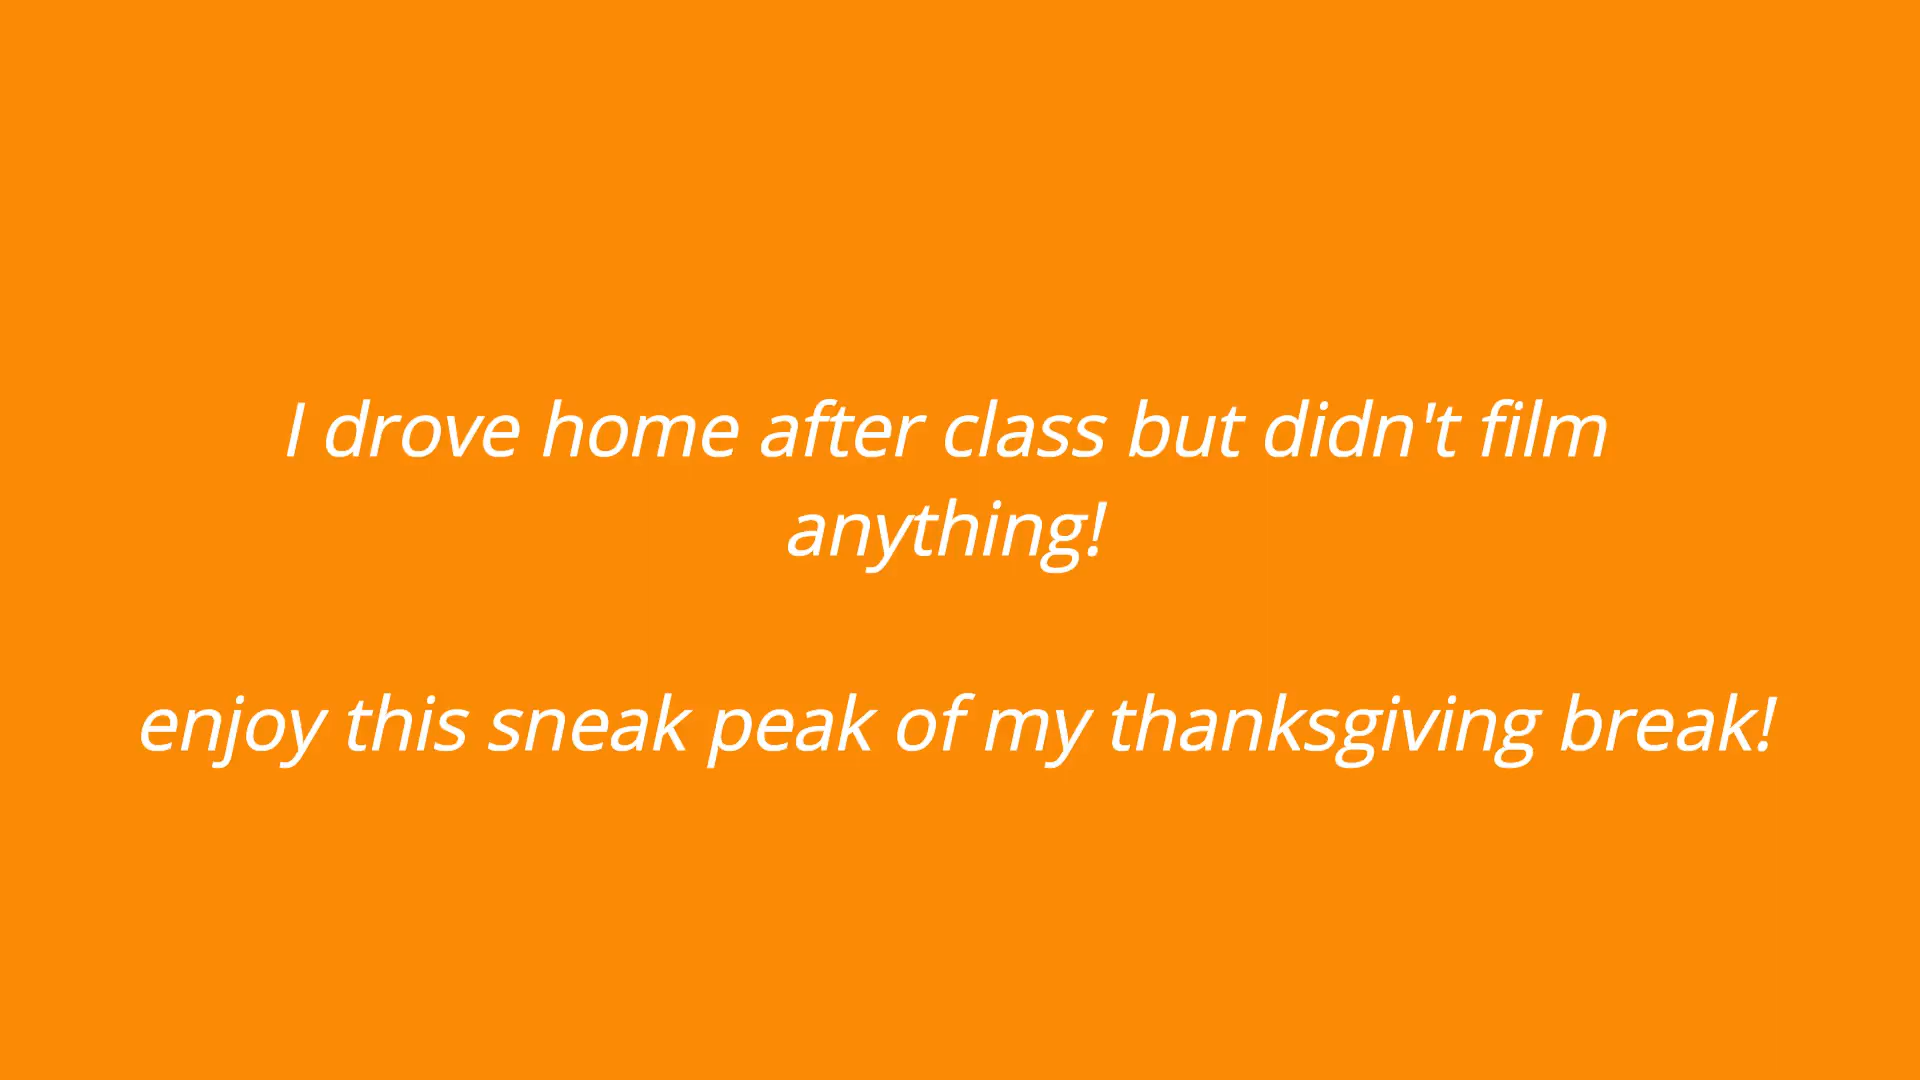 I drove home after class but didn't film
anything!
enjoy this sneak peak of my thanksgiving break!